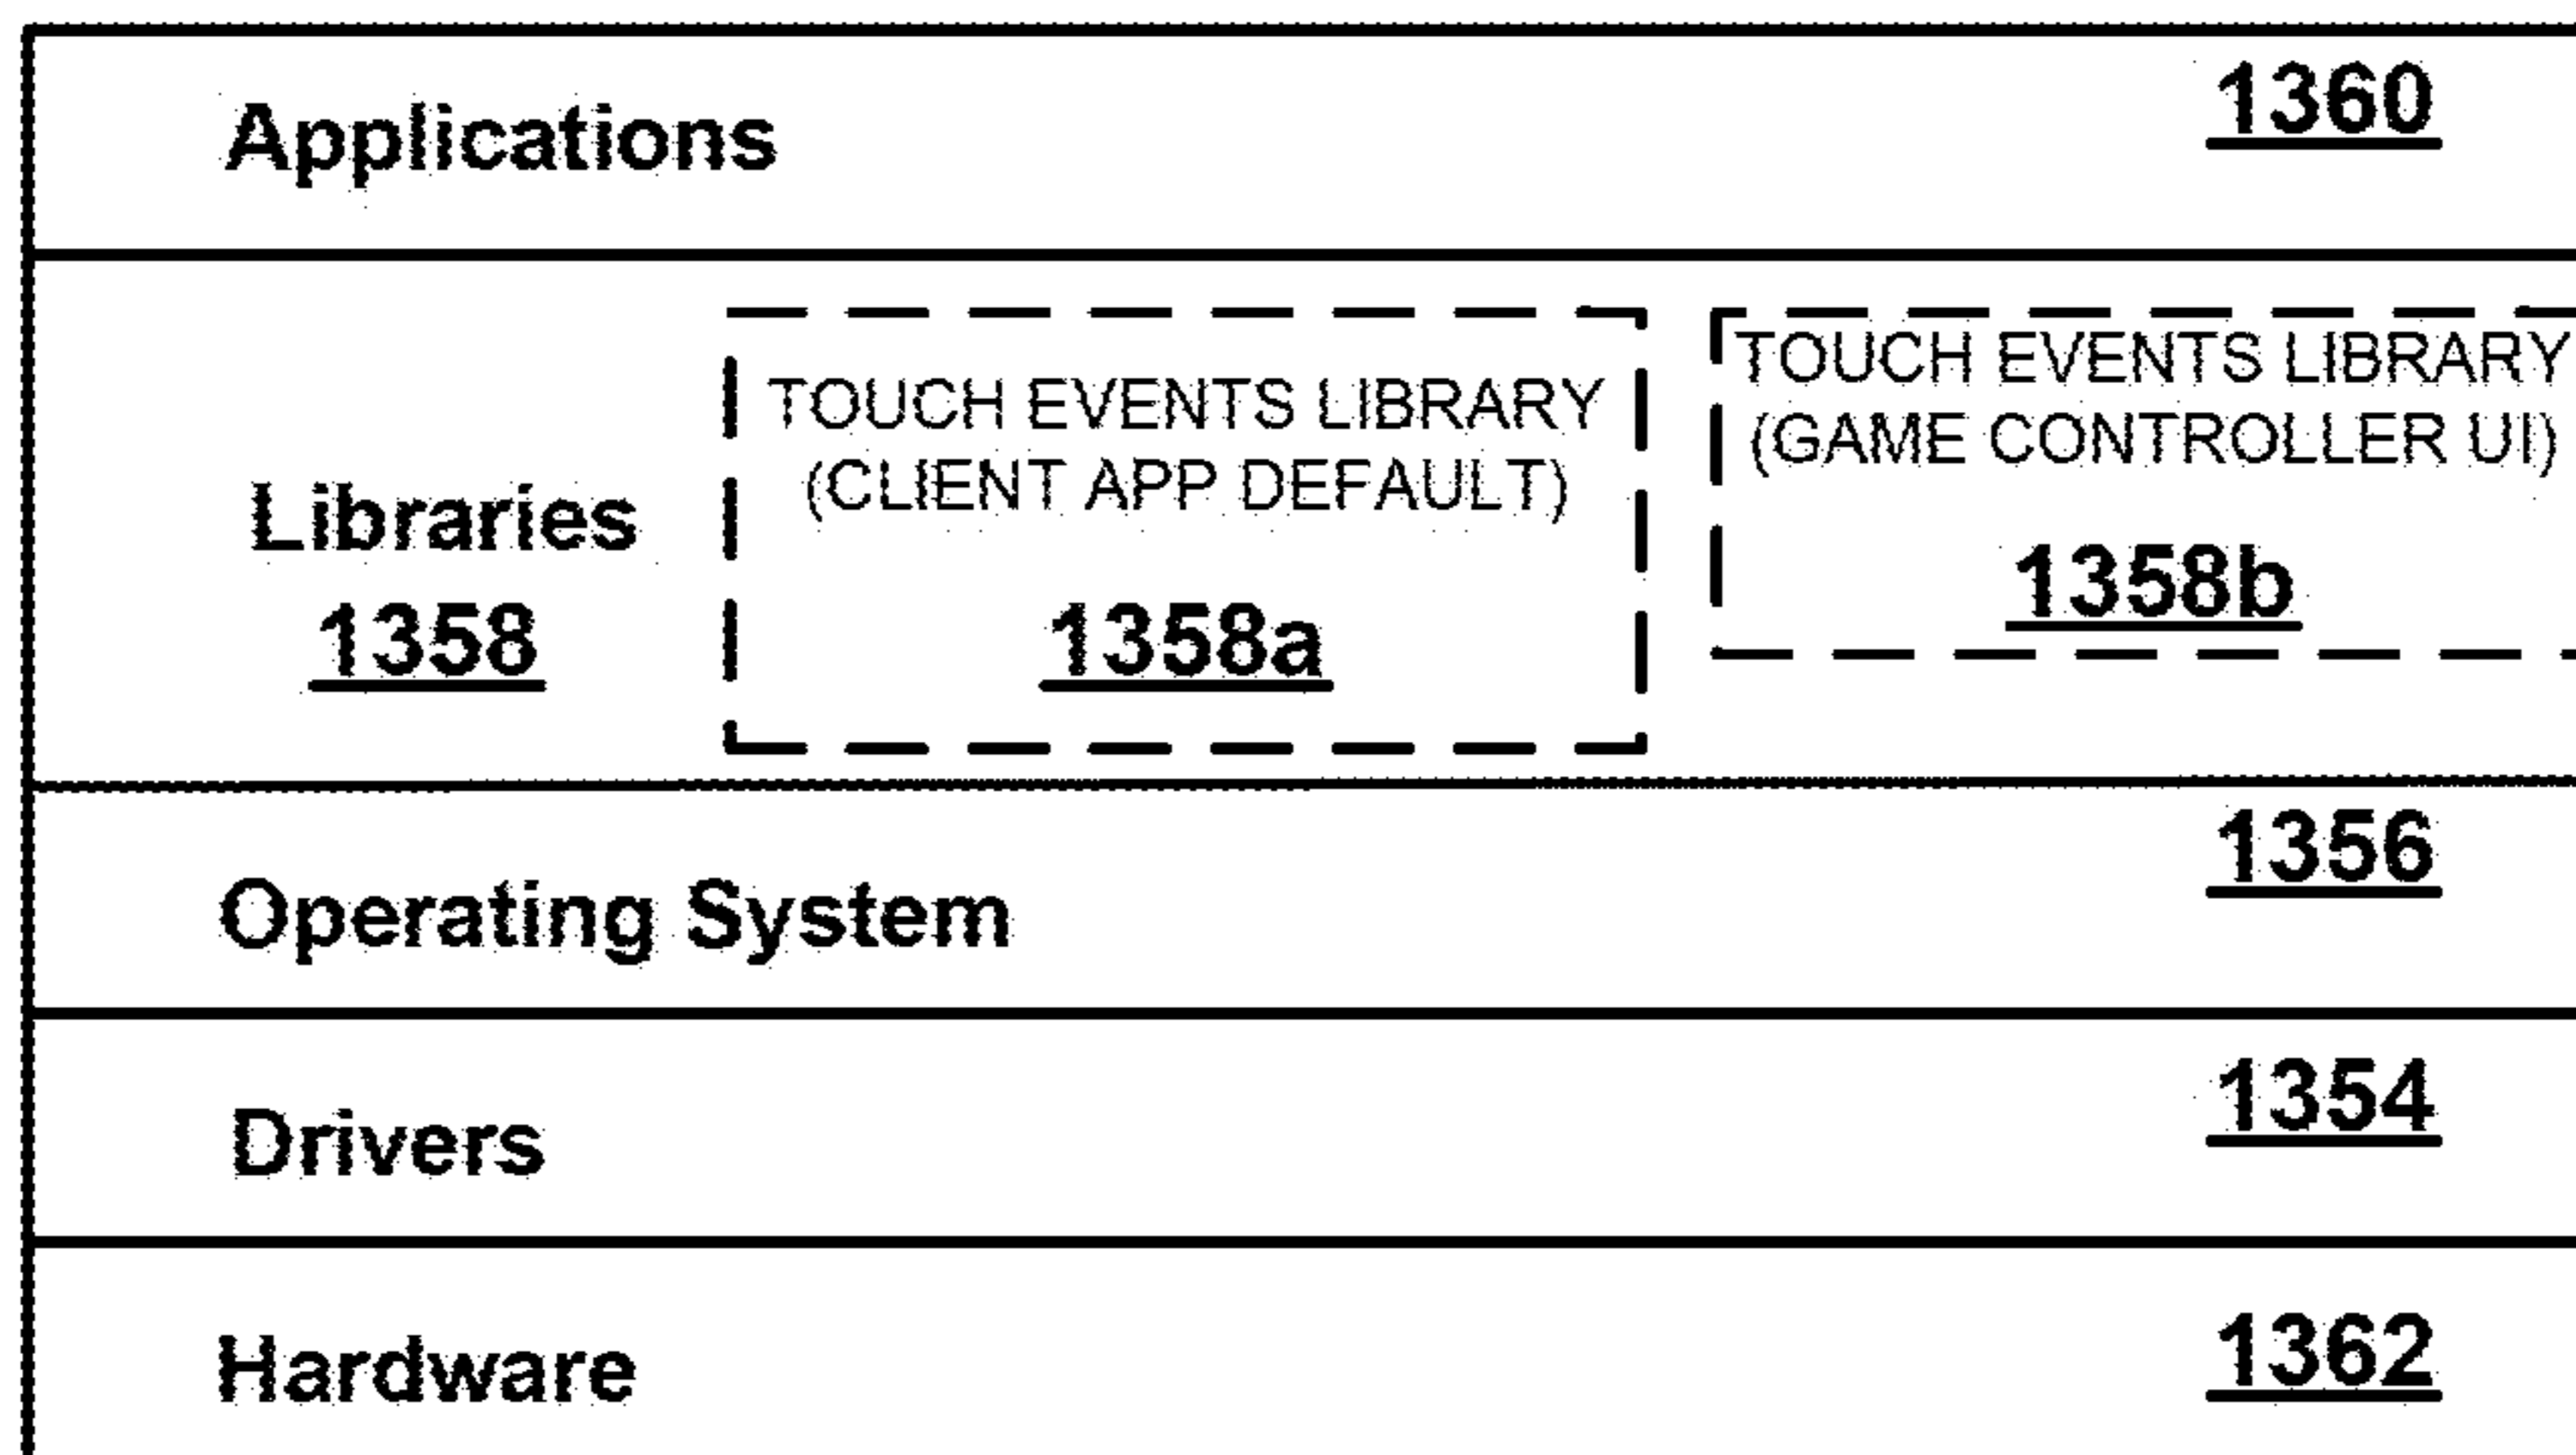 Applications 1360
TOUCH EVENTS LIBRARY
(CLIENT APP DEFAULT)
TOUCH EVENTS LIBRARY
(GAME CONTROLLER UI)
Libraries
1358
1358a
1358b
Operating System 1356
Drivers 1354
Hardware 1362